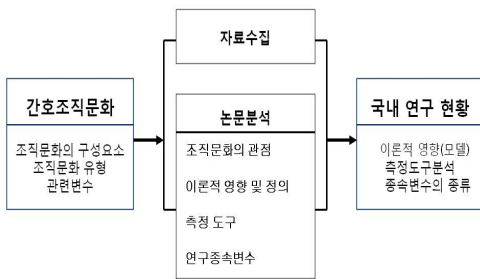 간호조직문화
조직문화의 구성요소
조직문화 유형
관련변수
자료수집
논문분석
조직문화의 관점
이론적 영향 및 정의
측정 도구
연구종속변수
국내 연구 현황
이론적 영향(모델)
측정도구분석
종속변수의 종류